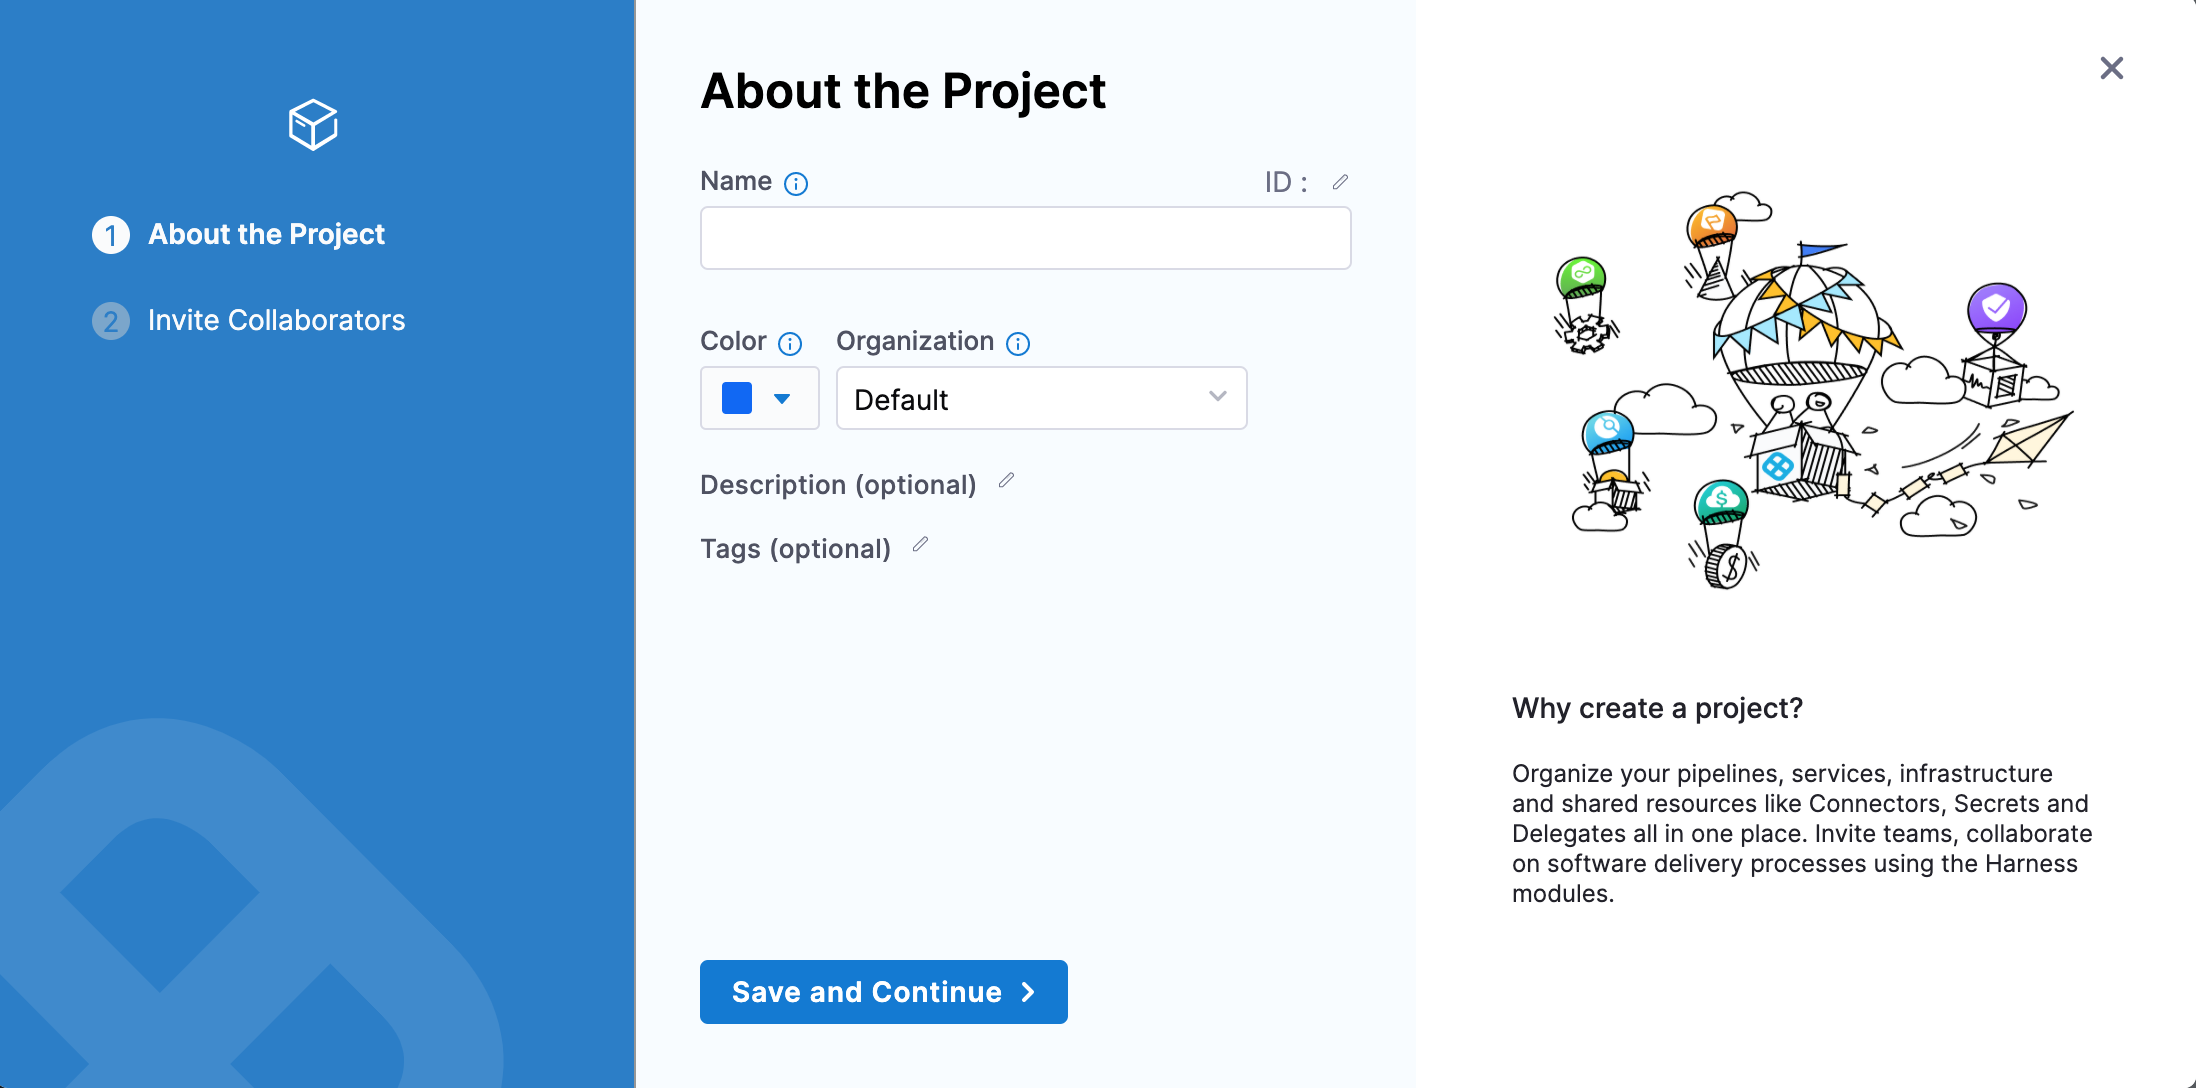 1 About the Project
2 Invite Collaborators
About the Project
Name ID :
Color Organization
Default
Description (optional)
Tags (optional)
Save and Continue
Why create a project?
Organize your pipelines, services, infrastructure
and shared resources like Connectors, Secrets and
Delegates all in one place. Invite teams, collaborate
on software delivery processes using the Harness
modules.